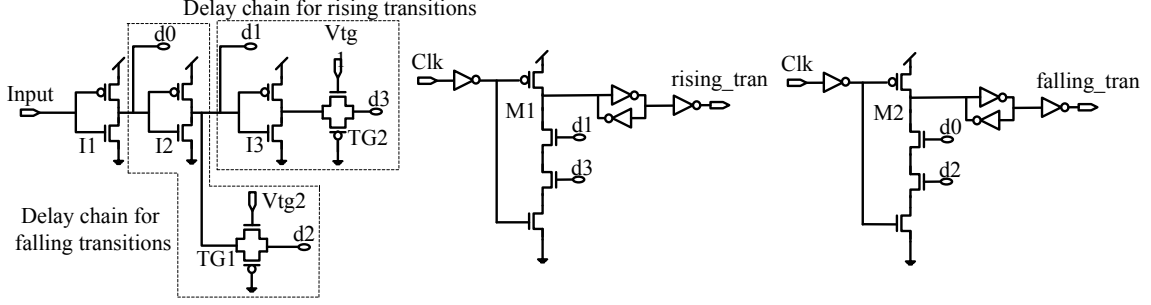 Delay chain for rising transitions
d0
d1
Vtg
1
Input
I1
I2
I3
d3
TG2
Vtg2
TG1
d2
Delay chain for
falling transitions
Clk
M1
d1
d3
rising_tran
Clk
M2
d0
d2
falling_tran